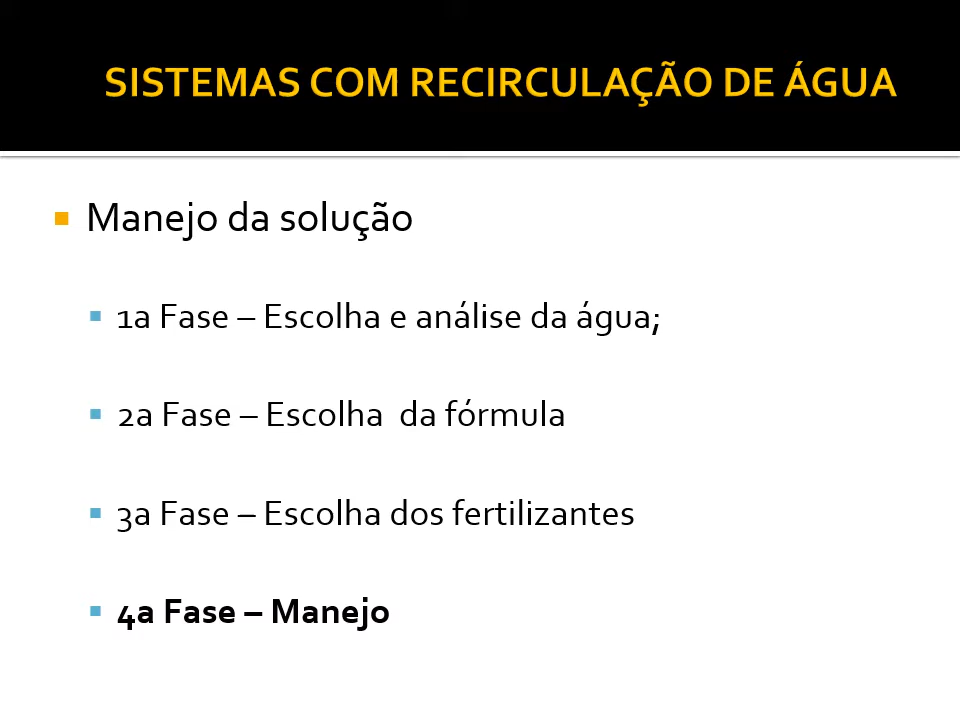 SISTEMAS COM RECIRCULAÇÃO DE ÁGUA
Manejo da solução
1a Fase – Escolha e análise da água;
2a Fase – Escolha  da fórmula
3a Fase – Escolha dos fertilizantes
4a Fase – Manejo